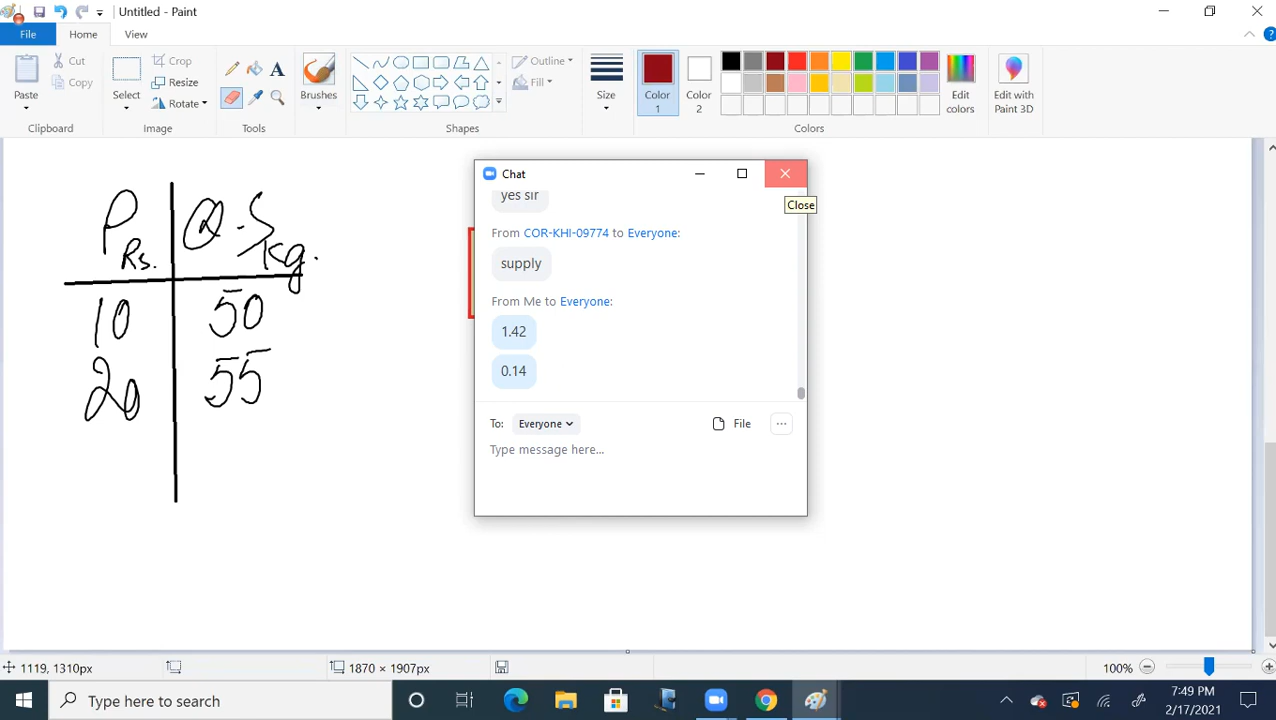 Untitled - Paint
File
Home
View
Paste
Cut
Copy
Clipboard
Select
Crop
Resize
Rotate
Image
A
Tools
Brushes
Shapes
Outline
Fill
Size
Color
1
Color
2
Colors
Edit
colors
Edit with
Paint 3D
P
Rs.
Q.S
kg.
10
50
20
55
Chat
Close
yes sir
From COR-KHI-09774 to Everyone:
supply
From Me to Everyone:
1.42
0.14
To: Everyone
File
Type message here...
1119, 1310px
1870 × 1907px
100%
Type here to search
7:49 PM
2/17/2021